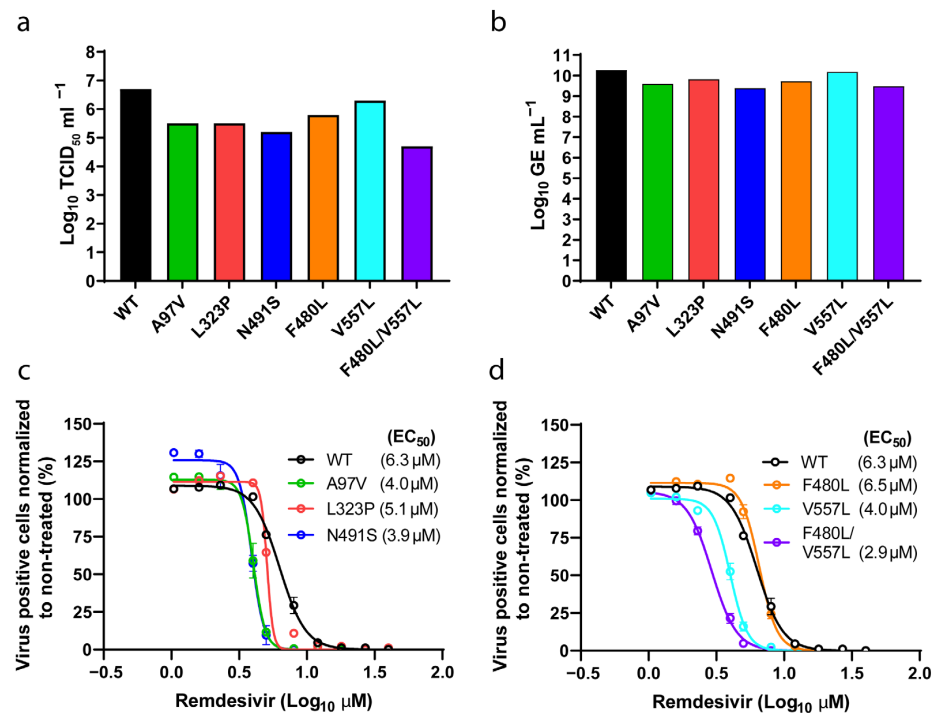 a
Log10 TCID50 ml −1
8
7
6
5
4
3
2
1
0
WT
A97V
L323P
N491S
F480L
V557L
F480L/V557L
b
Log10 GE mL−1
11
10
9
8
7
6
5
4
3
2
1
0
WT
A97V
L323P
N491S
F480L
V557L
F480L/V557L
c
Virus positive cells normalized
to non-treated (%)
150
125
100
75
50
25
0
−0.5 0.0 0.5 1.0 1.5 2.0
Remdesivir (Log10 μM)
(EC50)
WT (6.3 μM)
A97V (4.0 μM)
L323P (5.1 μM)
N491S (3.9 μM)
d
Virus positive cells normalized
to non-treated (%)
150
125
100
75
50
25
0
−0.5 0.0 0.5 1.0 1.5 2.0
Remdesivir (Log10 μM)
(EC50)
WT (6.3 μM)
F480L (6.5 μM)
V557L (4.0 μM)
F480L/
V557L (2.9 μM)